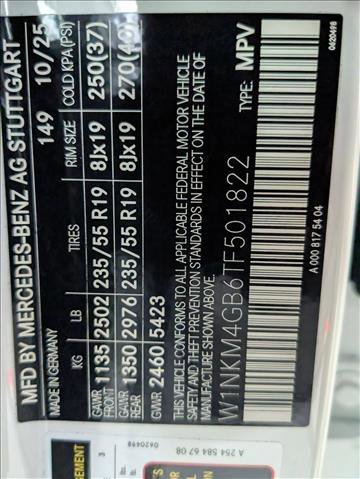 MFD BY MERCEDES-BENZ AG STUTTGART
MADE IN GERMANY 149 10/25
KG LB TIRES RIM SIZE COLD KPA(PSI)
GAWR FRONT 1135 2502 235/55 R19 8Jx19 250(37)
GAWR REAR 1350 2976 235/55 R19 8Jx19 270(40)
GVWR 2460 5423
THIS VEHICLE CONFORMS TO ALL APPLICABLE FEDERAL MOTOR VEHICLE
SAFETY AND THEFT PREVENTION STANDARDS IN EFFECT ON THE DATE OF
MANUFACTURE SHOWN ABOVE.
W1NKM4GB6TF501822 TYPE: MPV
A 000 817 54 04
0620498
A 254 584 67 08
0620498
3